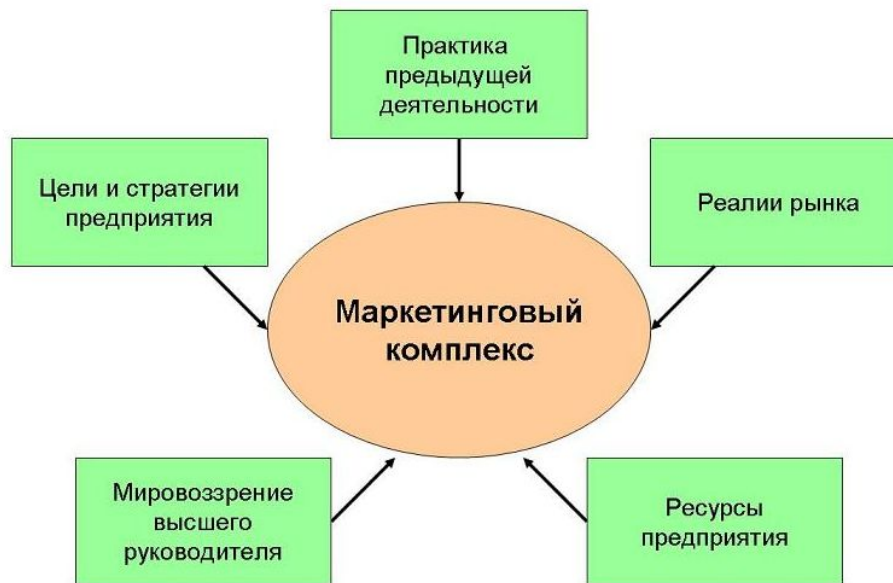 Практика
предыдущей
деятельности
Цели и стратегии
предприятия
Реалии рынка
Маркетинговый
комплекс
Мировоззрение
высшего
руководителя
Ресурсы
предприятия